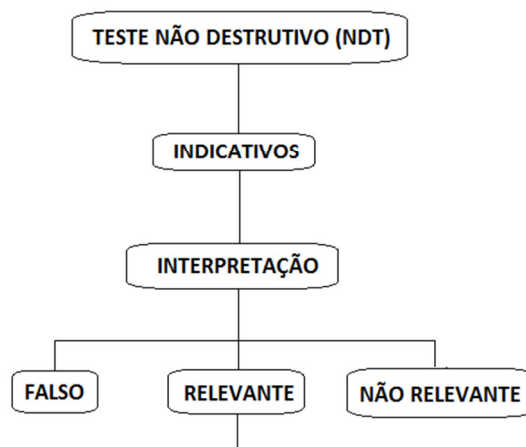 TESTE NÃO DESTRUTIVO (NDT)
INDICATIVOS
INTERPRETAÇÃO
FALSO
RELEVANTE
NÃO RELEVANTE